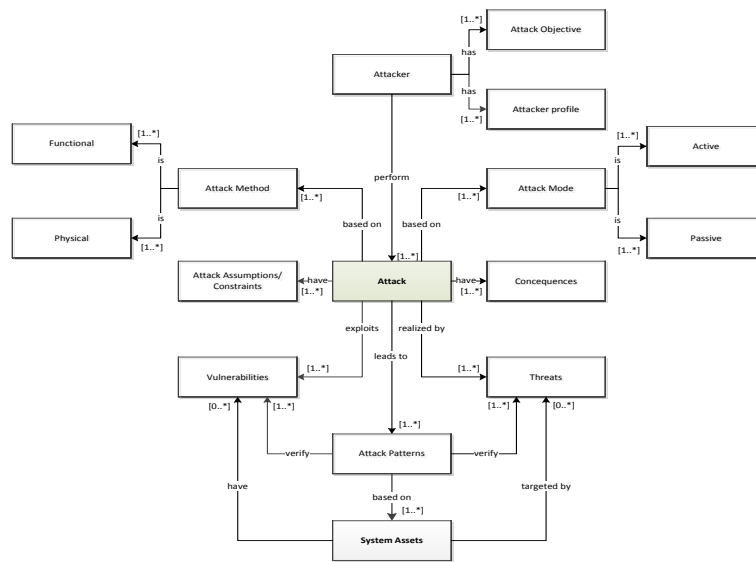 [1..*]
Attack Objective
has
Attacker
has
Attacker profile
[1..*]
Functional
[1..*]
is
Attack Method
[1..*]
is
Physical
[1..*]
perform
based on
based on
[1..*]
Attack Mode
[1..*]
Active
is
is
Passive
[1..*]
[1..*]
Attack Assumptions/
Constraints
have
[1..*]
Attack
have
[1..*]
Concequences
exploits
realized by
leads to
Vulnerabilities
[1..*]
[1..*]
Threats
[0..*]
[1..*]
[1..*]
[1..*]
[0..*]
verify
Attack Patterns
verify
have
based on
targeted by
[1..*]
System Assets